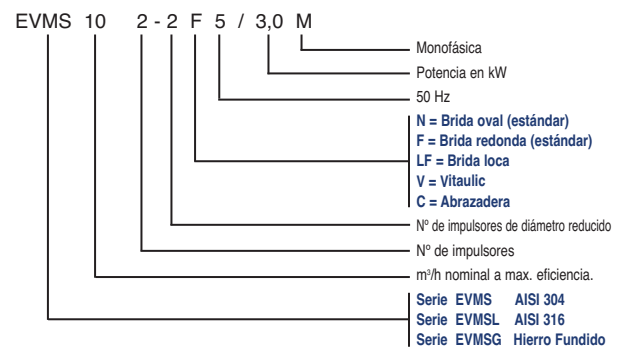 EVMS 10 2 - 2 F 5 / 3,0 M
Monofásica
Potencia en kW
50 Hz
N = Brida oval (estándar)
F = Brida redonda (estándar)
LF = Brida loca
V = Vitaulic
C = Abrazadera
Nº de impulsores de diámetro reducido
Nº de impulsores
m³/h nominal a max. eficiencia.
Serie EVMS AISI 304
Serie EVMSL AISI 316
Serie EVMSG Hierro Fundido